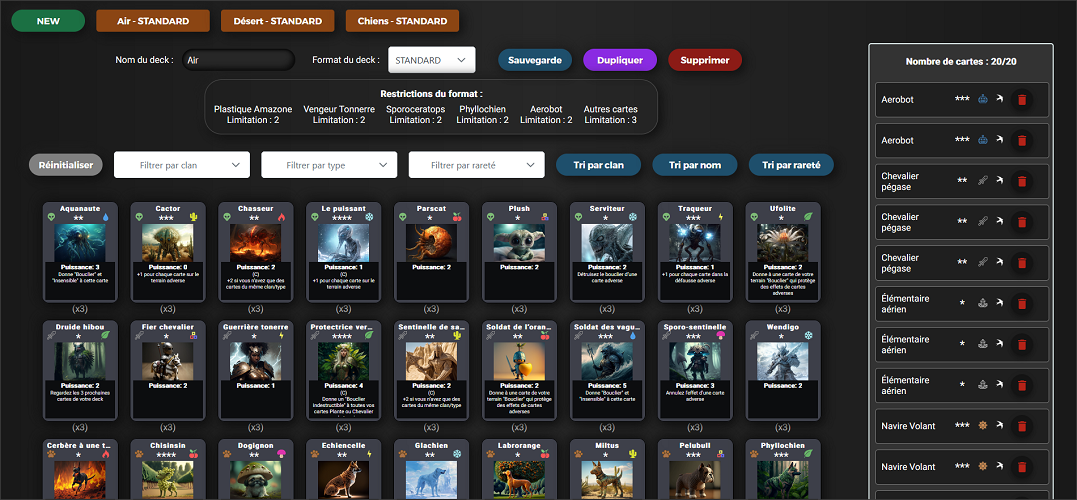 NEW
Air - STANDARD
Désert - STANDARD
Chiens - STANDARD
Nom du deck :
Air
Format du deck :
STANDARD
Sauvegarde
Dupliquer
Supprimer
Restrictions du format :
Plastique Amazone
Limitation : 2
Vengeur Tonnerre
Limitation : 2
Sporoceratops
Limitation : 2
Phyllochien
Limitation : 2
Aerobot
Limitation : 2
Autres cartes
Limitation : 3
Réinitialiser
Filtrer par clan
Filtrer par type
Filtrer par rareté
Tri par clan
Tri par nom
Tri par rareté
Aquanaute
**
Puissance: 3
Donne "Bouclier" et
"Insensible" à cette carte
(x3)
Cactor
***
Puissance: 0
+1 pour chaque carte sur le
terrain adverse
(x3)
Chasseur
**
Puissance: 2
(C)
+2 si vous n'avez que des
cartes du même clan/type
(x3)
Le puissant
****
Puissance: 1
(C)
+1 pour chaque carte sur le
terrain
(x3)
Parscat
*
Puissance: 2
(x3)
Plush
*
Puissance: 2
(x3)
Serviteur
*
Puissance: 2
Détruisez le bouclier d'une
carte adverse
(x3)
Traqueur
***
Puissance: 1
+1 pour chaque carte dans la
défausse adverse
(x3)
Ufolite
*
Puissance: 2
Donne à une carte de votre
terrain "Bouclier" qui protège
des effets de cartes
adverses
(x3)
Druide hibou
*
Puissance: 2
Regardez les 3 prochaines
cartes de votre deck
(x3)
Fier chevalier
*
Puissance: 2
(x3)
Guerrière tonerre
*
Puissance: 1
(x3)
Protectrice ver...
****
Puissance: 4
(C)
Donne un "Bouclier
indestructible" à toutes vos
cartes Plante ou Chevalier
(x3)
Sentinelle de sa...
**
Puissance: 2
(C)
+2 si vous n'avez que des
cartes du même clan/type
(x3)
Soldat de l'oran...
**
Puissance: 2
Donne à une carte de votre
terrain "Bouclier" qui protège
des effets de cartes
adverses
(x3)
Soldat des vagu...
***
Puissance: 5
Donne "Bouclier" et
"Insensible" à cette carte
(x3)
Sporo-sentinelle
**
Puissance: 3
Annulez l'effet d'une carte
adverse
(x3)
Wendigo
*
Puissance: 2
(x3)
Cerbère à une t...
*
Chisinsin
****
Dogignon
**
Echiencelle
**
Glachien
**
Labrorange
*
Miltus
*
Pelubull
***
Phyllochien
****
Nombre de cartes : 20/20
Aerobot
***
Aerobot
***
Chevalier
pégase
**
Chevalier
pégase
**
Chevalier
pégase
**
Élémentaire
aérien
*
Élémentaire
aérien
*
Élémentaire
aérien
*
Navire Volant
***
Navire Volant
***